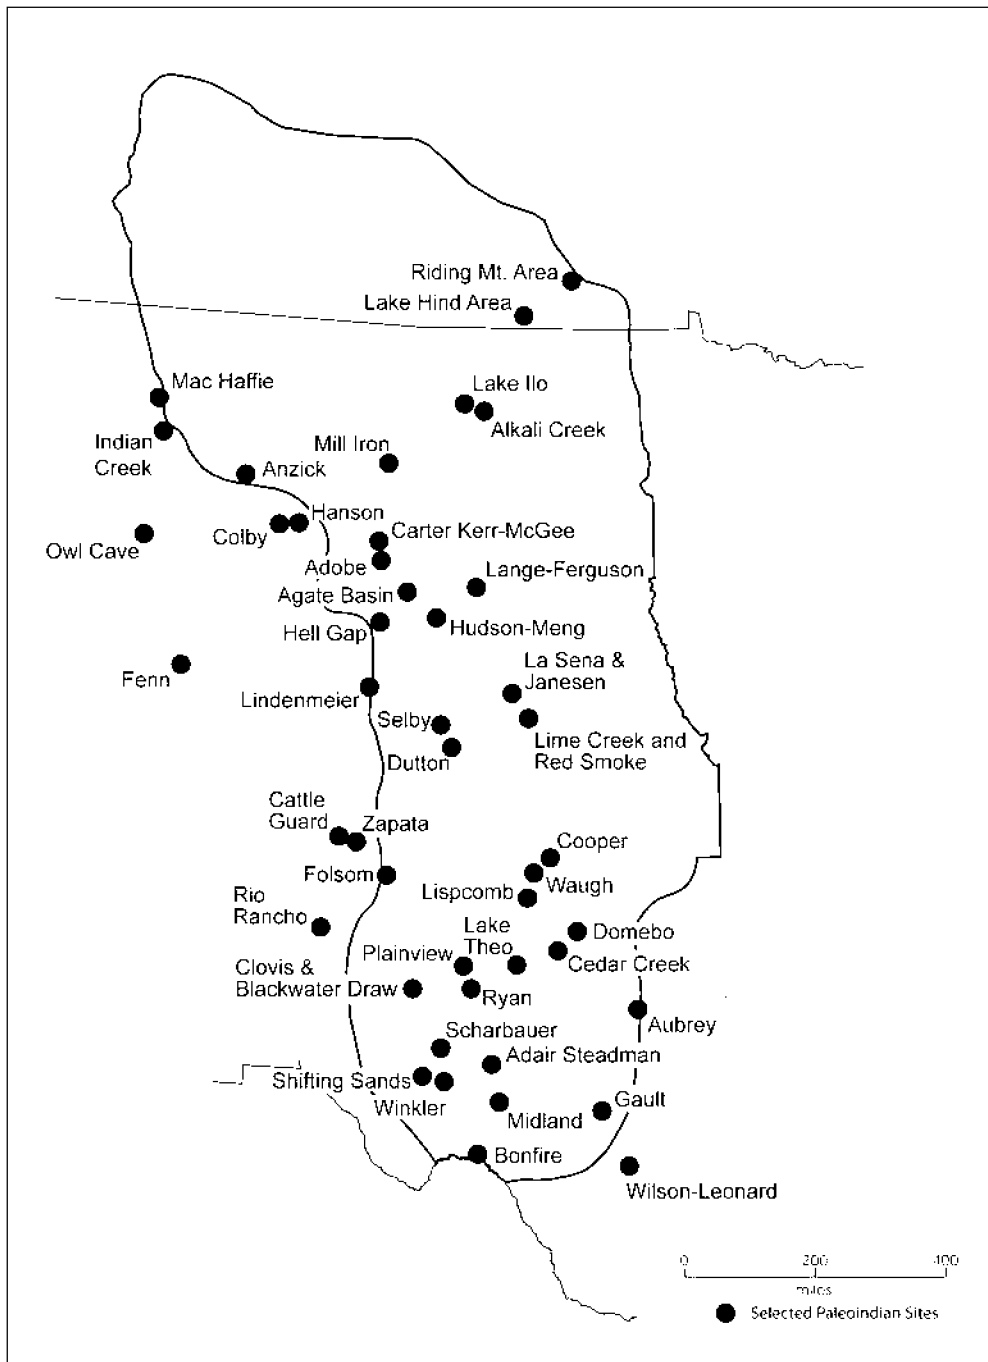 Riding Mt. Area
Lake Hind Area
Mac Haffie
Lake Ilo
Alkali Creek
Indian
Creek
Mill Iron
Anzick
Hanson
Colby
Owl Cave
Carter Kerr-McGee
Adobe
Lange-Ferguson
Agate Basin
Hell Gap
Hudson-Meng
Fenn
La Sena &
Janesen
Lindenmeier
Selby
Lime Creek and
Red Smoke
Dutton
Cattle
Guard
Zapata
Cooper
Folsom
Waugh
Lispcomb
Rio
Rancho
Lake
Theo
Domebo
Plainview
Cedar Creek
Clovis &
Blackwater Draw
Ryan
Aubrey
Scharbauer
Adair Steadman
Shifting Sands
Winkler
Midland
Gault
Bonfire
Wilson-Leonard
0 200 400
miles
Selected Paleoindian Sites